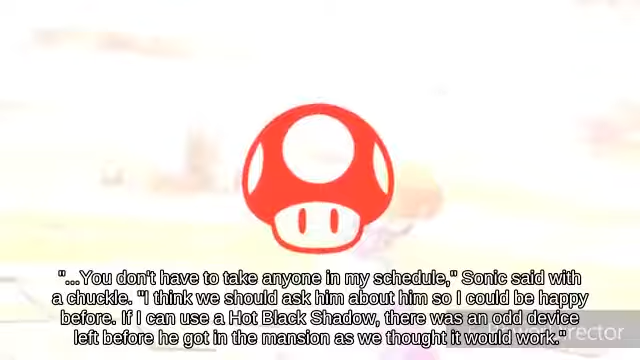 "...You don't have to take anyone in my schedule," Sonic said with
a chuckle. "I think we should ask him about him so I could be happy
before. If I can use a Hot Black Shadow, there was an odd device
left before he got in the mansion as we thought it would work."